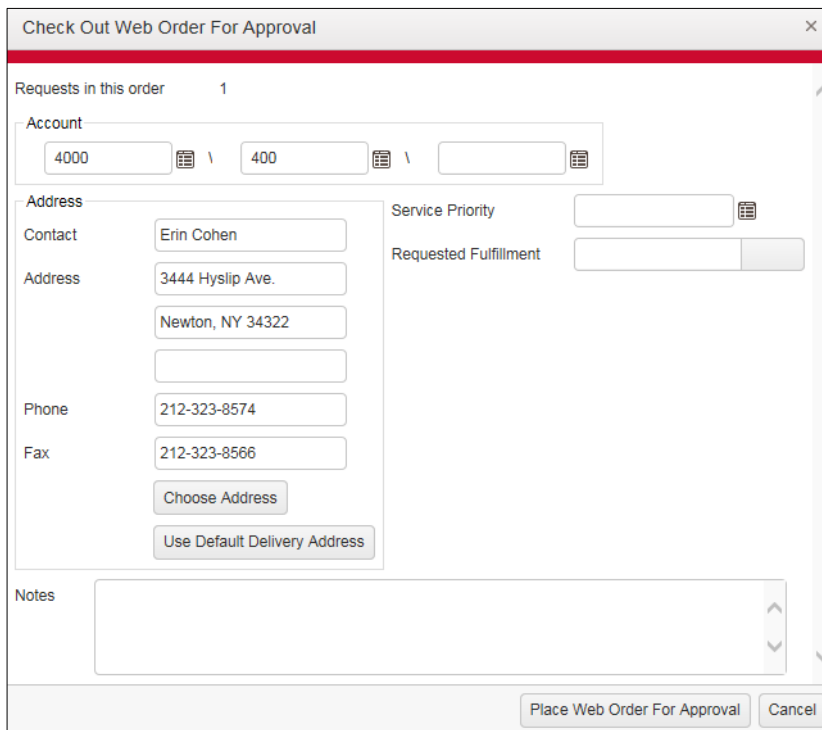 Check Out Web Order For Approval ×
Requests in this order 1
Account
4000 \ 400 \
Address
Contact Erin Cohen
Address 3444 Hyslip Ave.
Newton, NY 34322
Phone 212-323-8574
Fax 212-323-8566
Choose Address
Use Default Delivery Address
Service Priority
Requested Fulfillment
Notes
Place Web Order For Approval Cancel